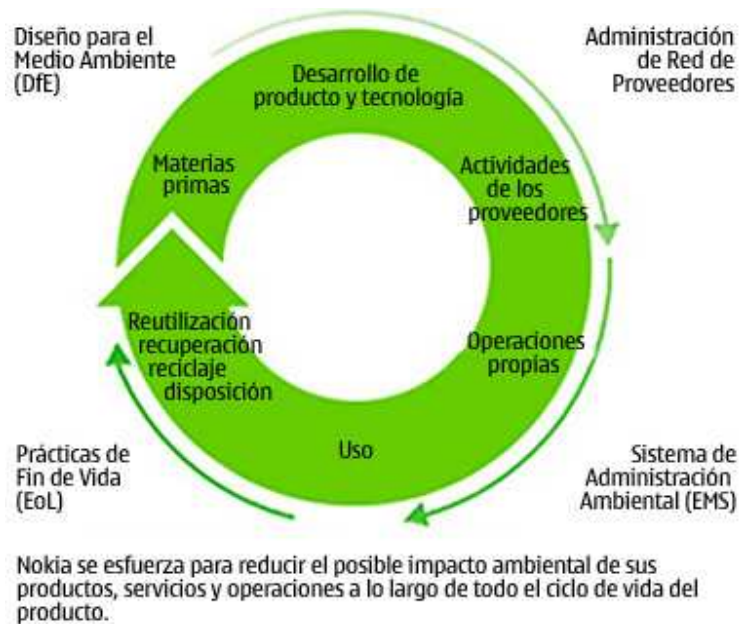 Diseño para el
Medio Ambiente
(DfE)
Administración
de Red de
Proveedores
Desarrollo de
producto y tecnología
Materias
primas
Actividades
de los
proveedores
Reutilización
recuperación
reciclaje
disposición
Operaciones
propias
Uso
Prácticas de
Fin de Vida
(EoL)
Sistema de
Administración
Ambiental (EMS)
Nokia se esfuerza para reducir el posible impacto ambiental de sus
productos, servicios y operaciones a lo largo de todo el ciclo de vida del
producto.